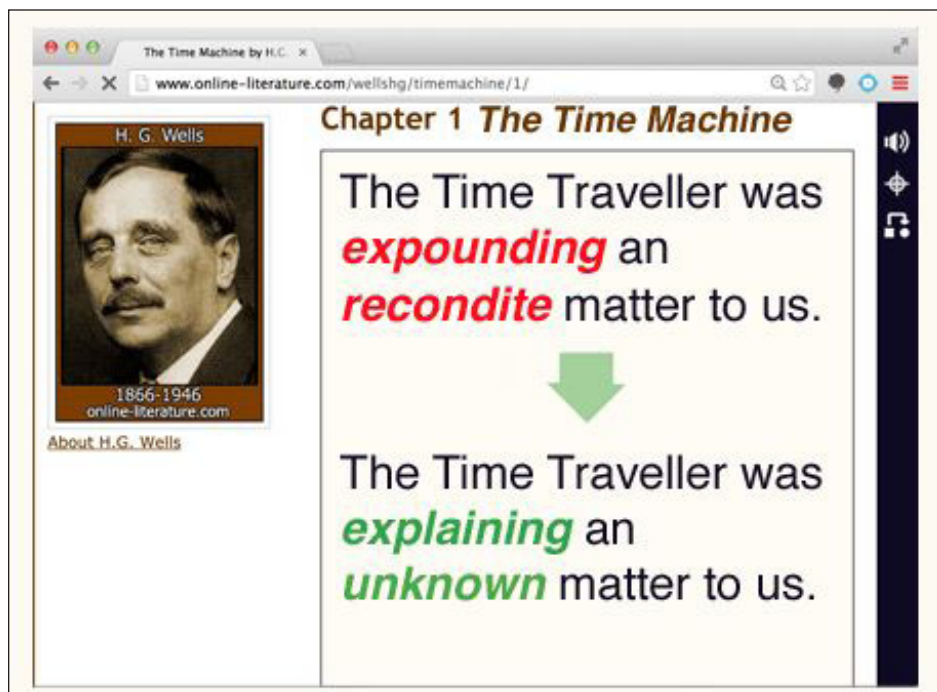 The Time Machine by H.C. ×
www.online-literature.com/wellshg/timemachine/1/
H. G. Wells
1866-1946
online-literature.com
About H.G. Wells
Chapter 1 The Time Machine
The Time Traveller was
expounding an
recondite matter to us.
The Time Traveller was
explaining an
unknown matter to us.